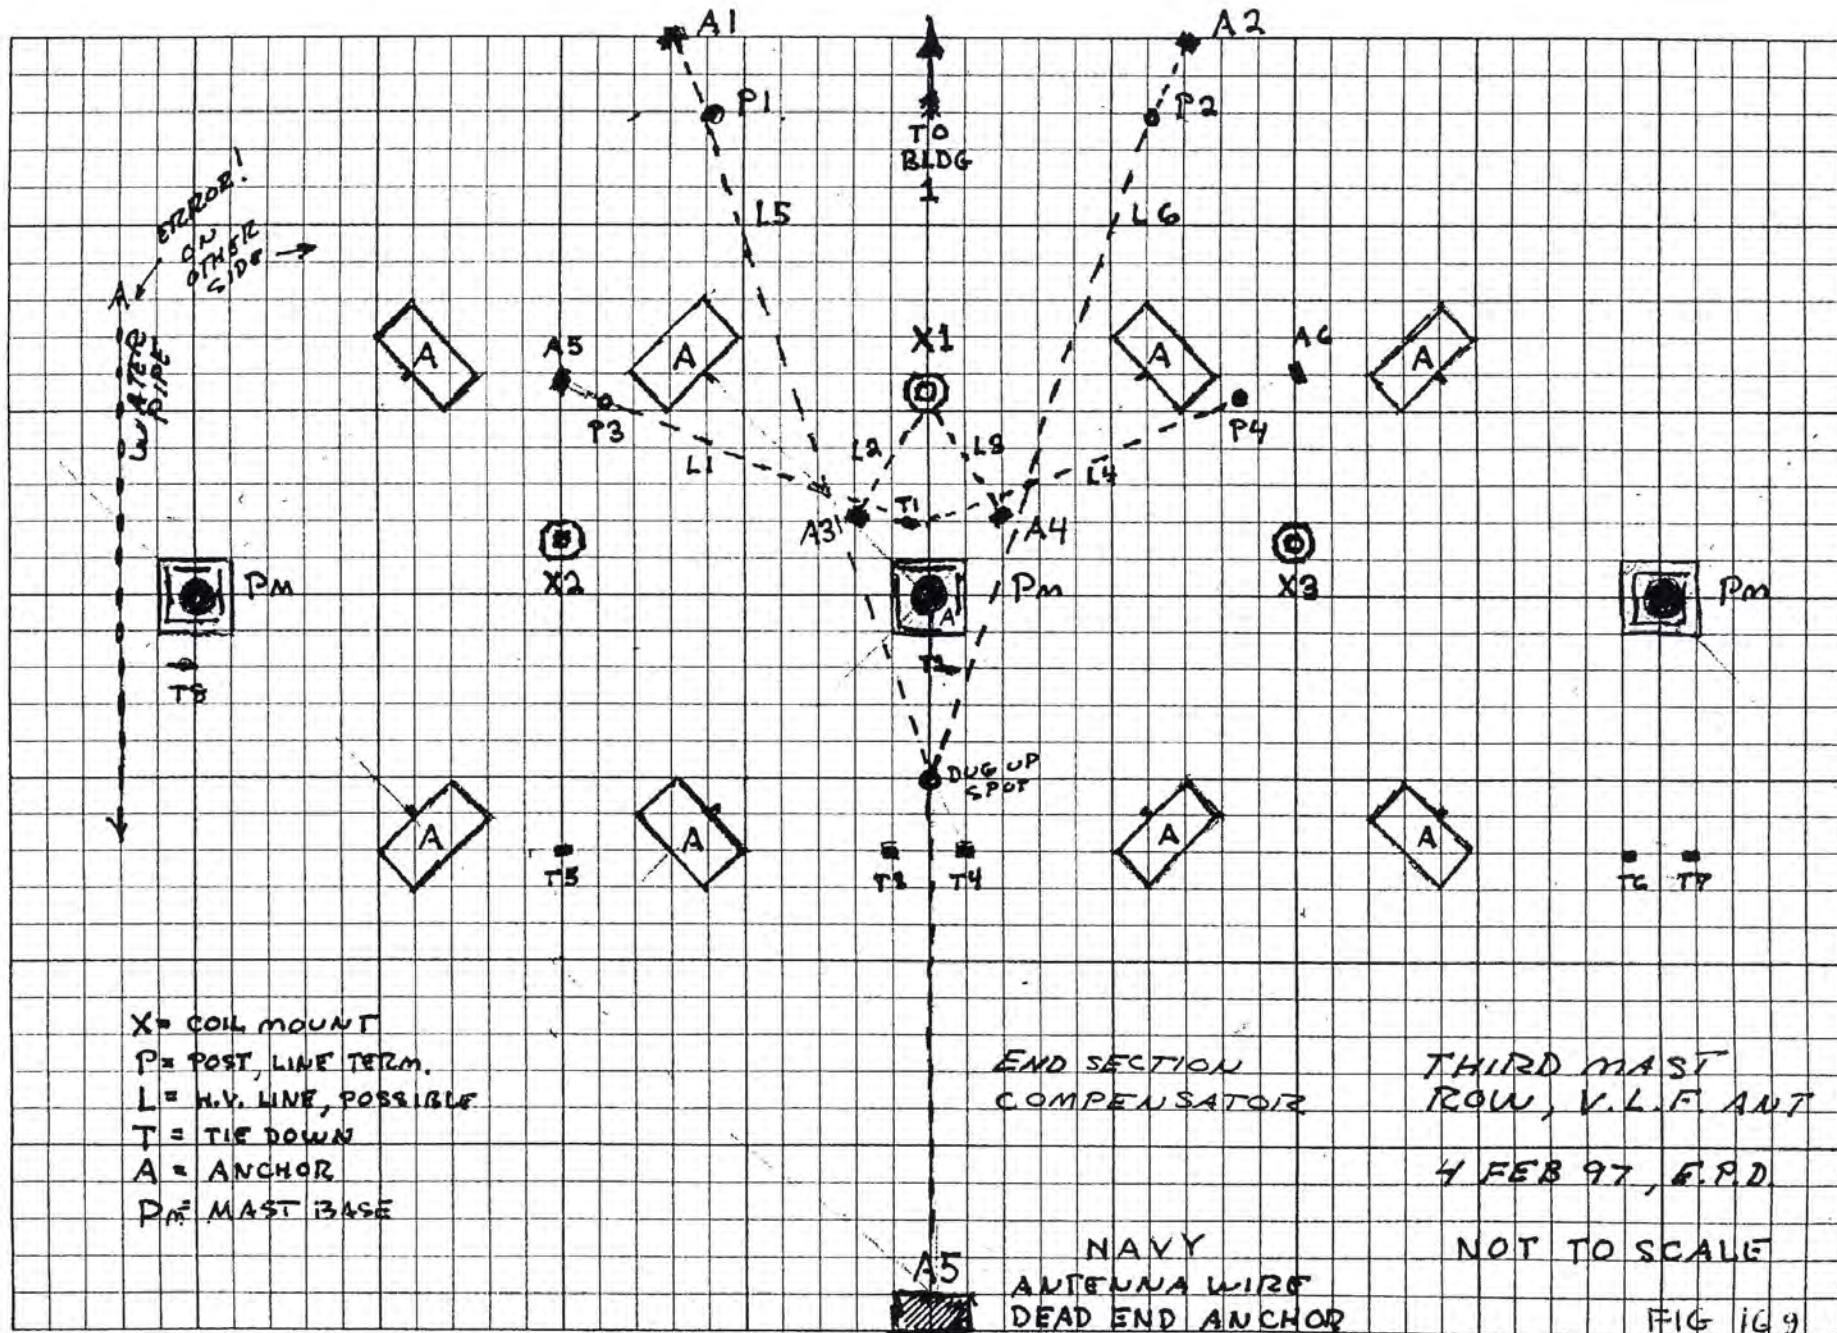 A1
A2
P1
P2
TO
BLDG
1
ERROR!
ON
OTHER
SIDE
L5
L6
WATER
PIPE
A
A5
A
X1
A
A6
A
P3
P4
L2
L3
L1
L4
A3
T1
A4
Pm
X2
A
Pm
X3
Pm
T8
T2
DUG UP
SPOT
A
A
A
A
T5
T3
T4
T6
T7
X = COIL MOUNT
P = POST, LINE TERM.
L = H.V. LINE, POSSIBLE
T = TIE DOWN
A = ANCHOR
Pm = MAST BASE
END SECTION
COMPENSATOR
THIRD MAST
ROW, V.L.F. ANT
4 FEB 97, E.P.D.
NOT TO SCALE
A5
NAVY
ANTENNA WIRE
DEAD END ANCHOR
FIG 169